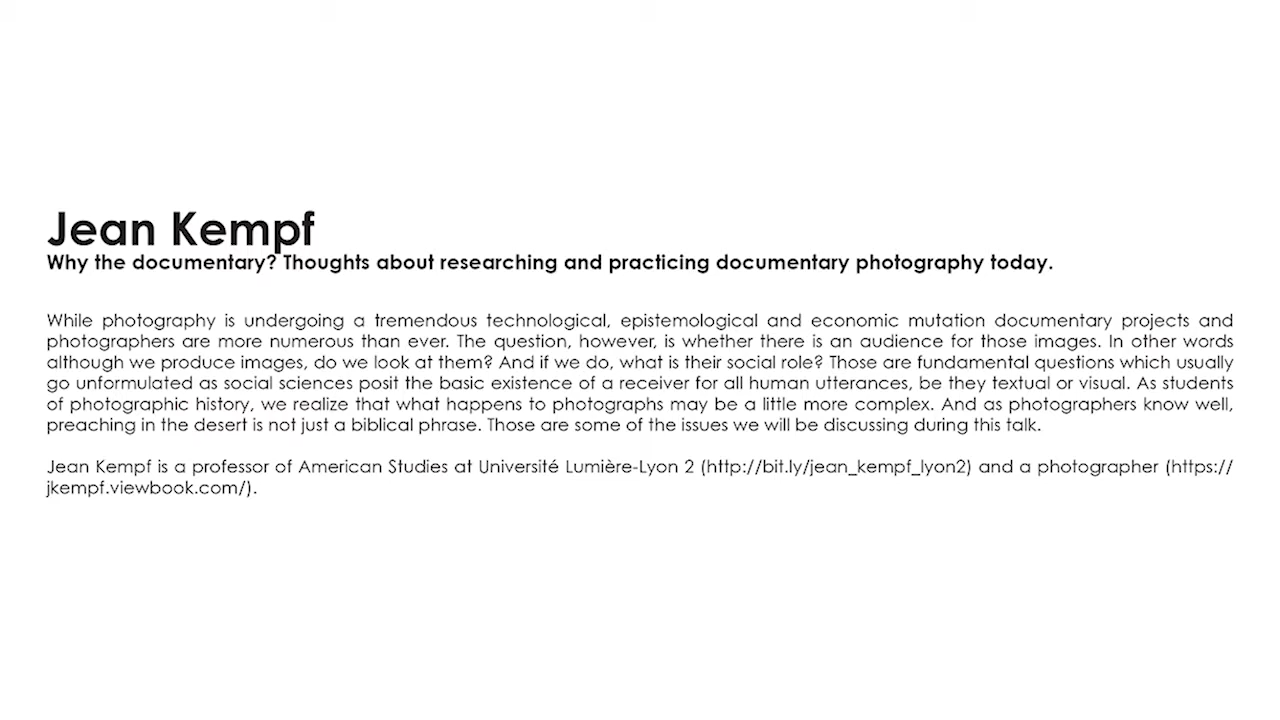 Jean Kempf
Why the documentary? Thoughts about researching and practicing documentary photography today.
While photography is undergoing a tremendous technological, epistemological and economic mutation documentary projects and
photographers are more numerous than ever. The question, however, is whether there is an audience for those images. In other words
although we produce images, do we look at them? And if we do, what is their social role? Those are fundamental questions which usually
go unformulated as social sciences posit the basic existence of a receiver for all human utterances, be they textual or visual. As students
of photographic history, we realize that what happens to photographs may be a little more complex. And as photographers know well,
preaching in the desert is not just a biblical phrase. Those are some of the issues we will be discussing during this talk.
Jean Kempf is a professor of American Studies at Université Lumière-Lyon 2 (http://bit.ly/jean_kempf_lyon2) and a photographer (https://
jkempf.viewbook.com/).